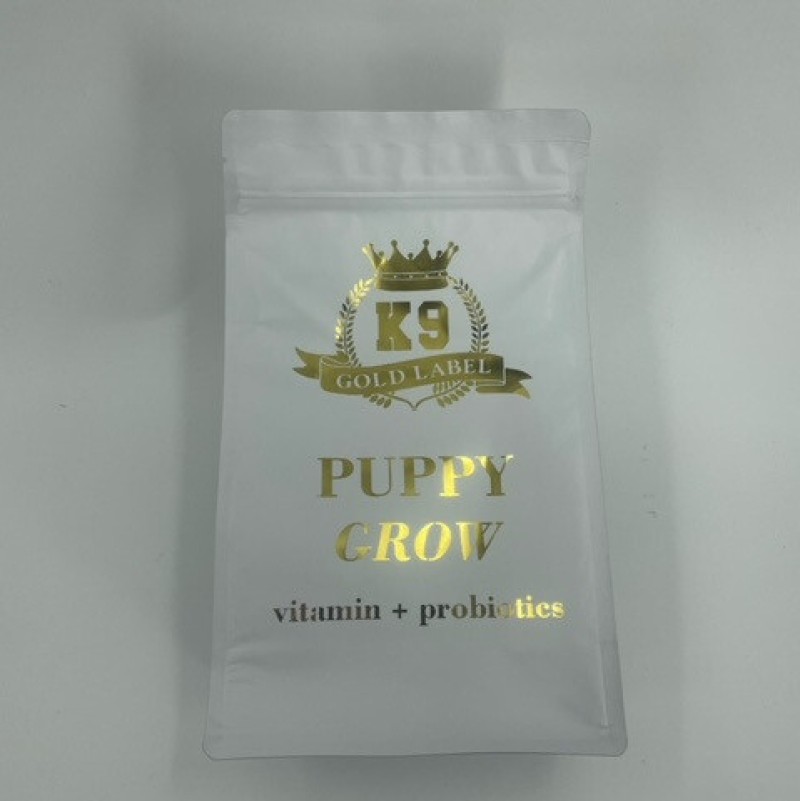 K9
GOLD LABEL
PUPPY
GROW
vitamin + probiotics